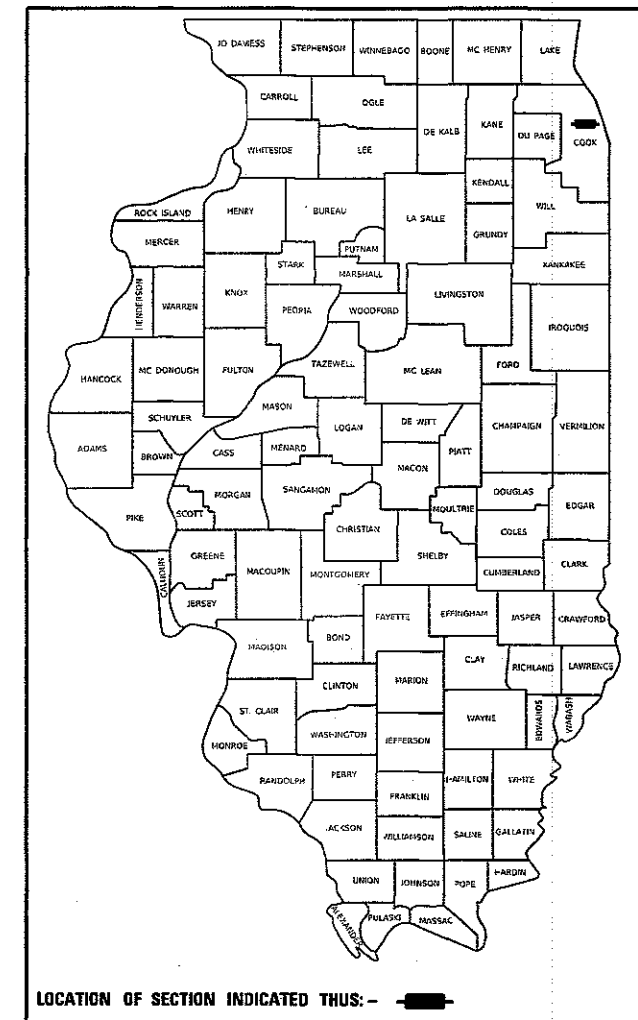 JO DAVIESS STEPHENSON WINNEBAGO BOONE MC HENRY LAKE
CARROLL OGLE DE KALB KANE DU PAGE COOK
WHITESIDE LEE
KENDALL WILL
ROCK ISLAND HENRY BUREAU LA SALLE GRUNDY
MERCER PUTNAM KANKAKEE
STARK MARSHALL
HENDERSON WARREN KNOX PEORIA WOODFORD LIVINGSTON IROQUOIS
HANCOCK MC DONOUGH FULTON TAZEWELL MC LEAN FORD
SCHUYLER MASON LOGAN DE WITT CHAMPAIGN VERMILION
ADAMS BROWN CASS MENARD MACON PIATT
PIKE SCOTT MORGAN SANGAMON MOULTRIE DOUGLAS EDGAR
CHRISTIAN COLES
GREENE MACOUPIN MONTGOMERY SHELBY CUMBERLAND CLARK
CALHOUN JERSEY
FAYETTE EFFINGHAM JASPER CRAWFORD
MADISON BOND
CLAY RICHLAND LAWRENCE
CLINTON MARION
ST. CLAIR WAYNE EDWARDS WABASH
MONROE WASHINGTON JEFFERSON
RANDOLPH PERRY HAMILTON WHITE
FRANKLIN
JACKSON WILLIAMSON SALINE GALLATIN
UNION JOHNSON POPE HARDIN
ALEXANDER PULASKI MASSAC
LOCATION OF SECTION INDICATED THUS:-